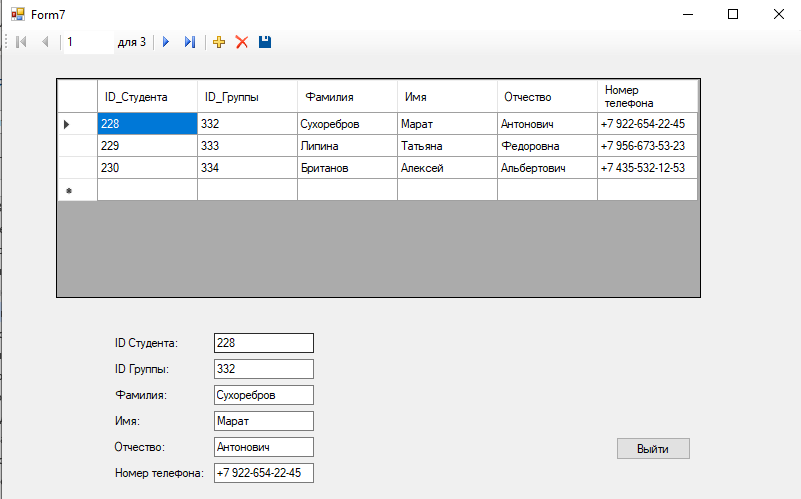 Form7
1 для 3
ID_Студента ID_Группы Фамилия Имя Отчество Номер телефона
228 332 Сухоребров Марат Антонович +7 922-654-22-45
229 333 Липина Татьяна Федоровна +7 956-673-53-23
230 334 Британов Алексей Альбертович +7 435-532-12-53
ID Студента: 228
ID Группы: 332
Фамилия: Сухоребров
Имя: Марат
Отчество: Антонович
Выйти
Номер телефона: +7 922-654-22-45